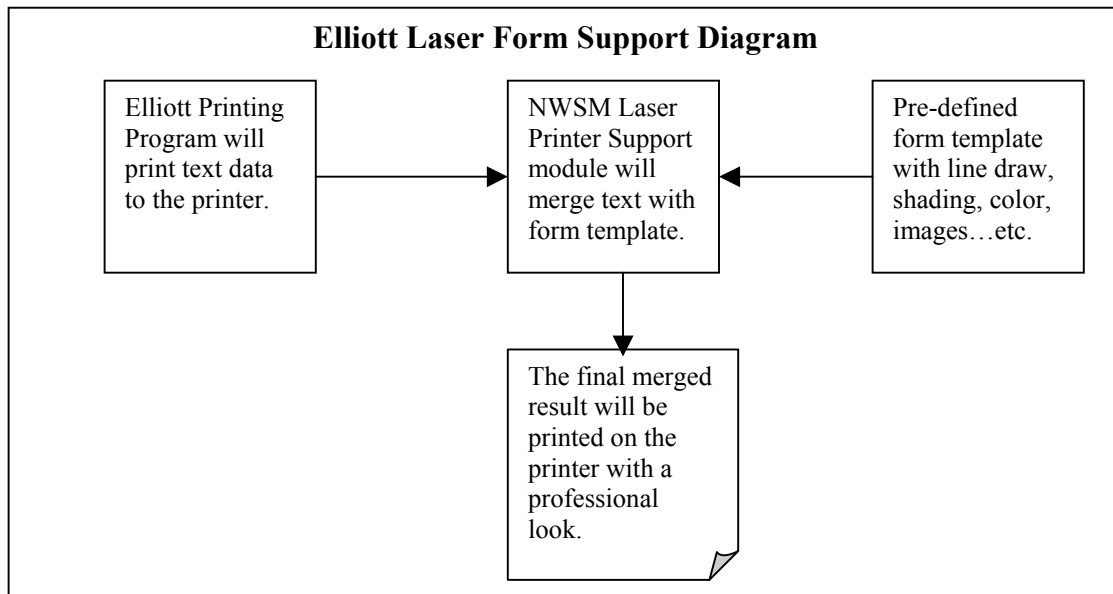 Elliott Laser Form Support Diagram
Elliott Printing
Program will
print text data
to the printer.
NWSM Laser
Printer Support
module will
merge text with
form template.
Pre-defined
form template
with line draw,
shading, color,
images…etc.
The final merged
result will be
printed on the
printer with a
professional
look.